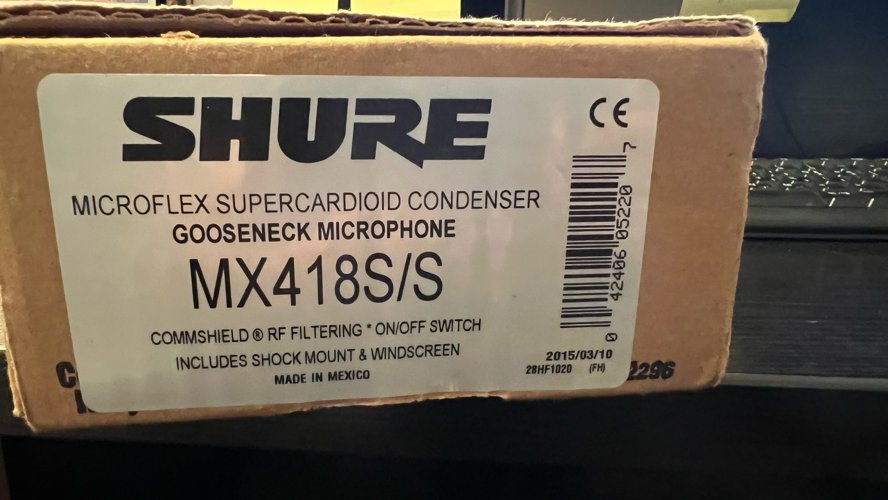 SHURE
CE
MICROFLEX SUPERCARDIOID CONDENSER
GOOSENECK MICROPHONE
MX418S/S
COMMSHIELD ® RF FILTERING * ON/OFF SWITCH
INCLUDES SHOCK MOUNT & WINDSCREEN
MADE IN MEXICO
0 42406 05220 7
2015/03/10
28HF1020 (FH)
2296